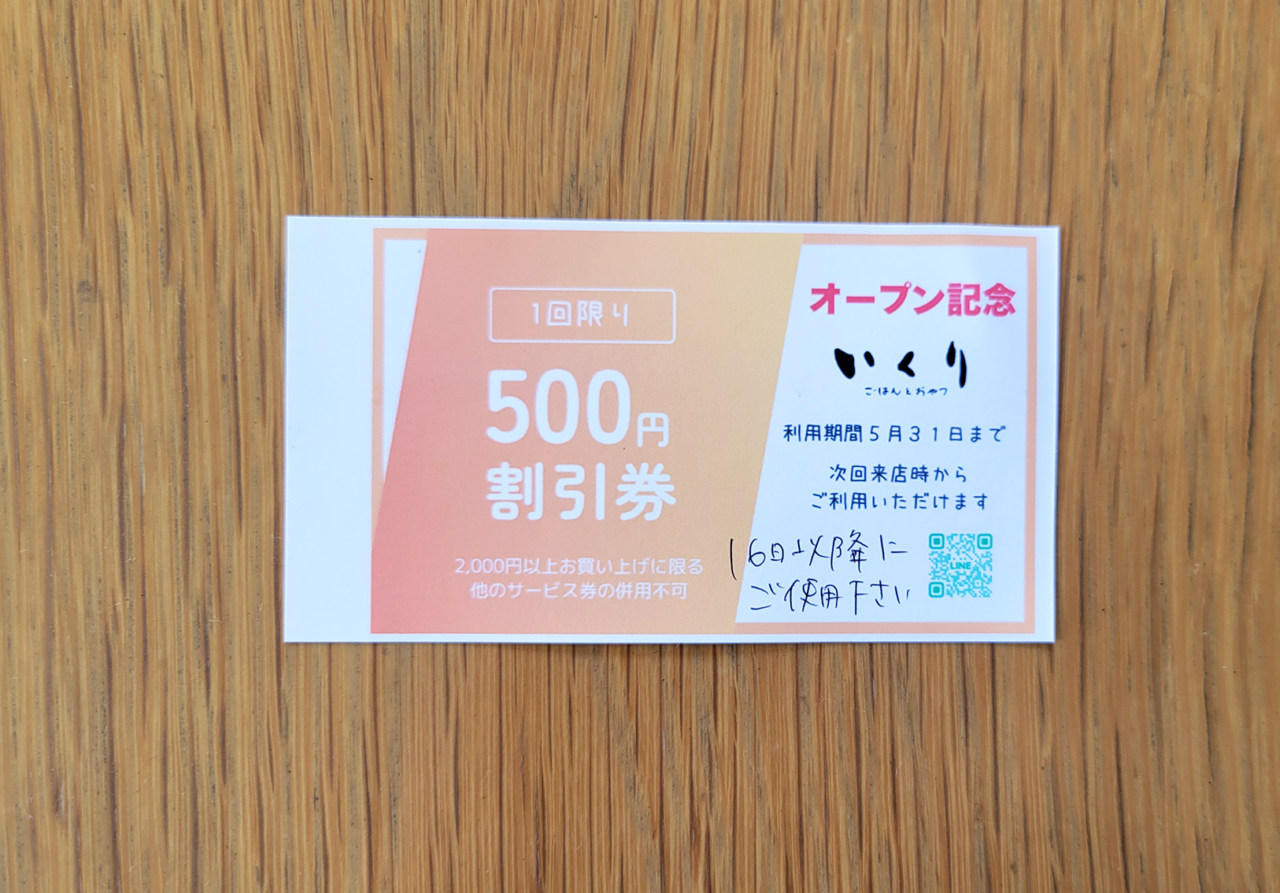 1回限り
500円
割引券
2,000円以上お買い上げに限る
他のサービス券の併用不可
オープン記念
いくり
ごはんとおやつ
利用期間5月31日まで
次回来店時から
ご利用いただけます
16日以降に
ご使用下さい
LINE